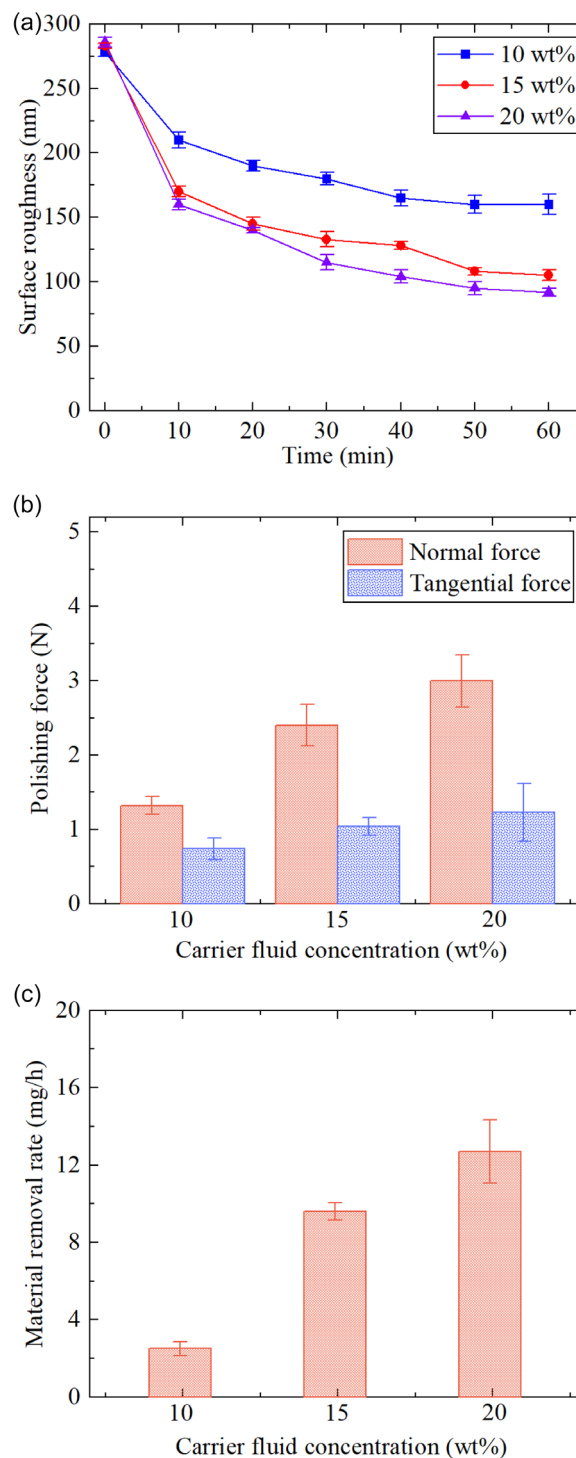 (a)
300
250
200
150
100
50
0
Surface roughness (nm)
10 wt%
15 wt%
20 wt%
0 10 20 30 40 50 60
Time (min)
(b)
5
4
3
2
1
0
Polishing force (N)
Normal force
Tangential force
10 15 20
Carrier fluid concentration (wt%)
(c)
20
16
12
8
4
0
Material removal rate (mg/h)
10 15 20
Carrier fluid concentration (wt%)